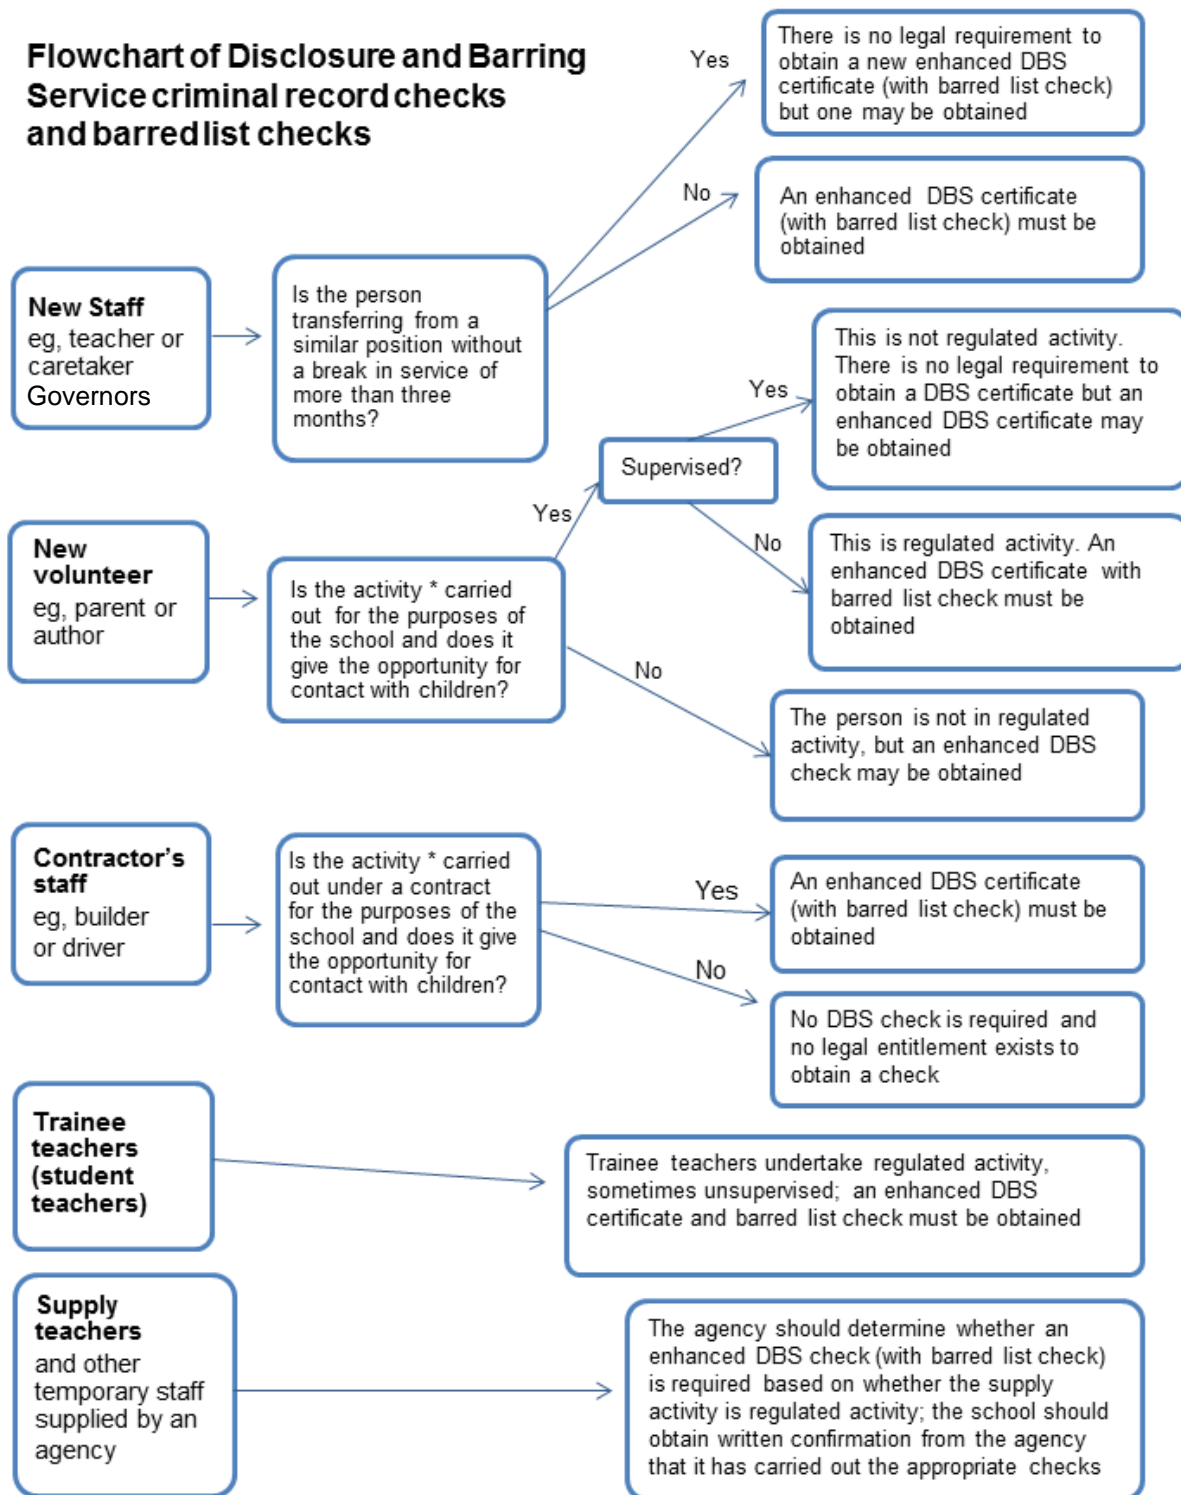 Flowchart of Disclosure and Barring
Service criminal record checks
and barred list checks
Yes
There is no legal requirement to
obtain a new enhanced DBS
certificate (with barred list check)
but one may be obtained
No
An enhanced DBS certificate
(with barred list check) must be
obtained
New Staff
eg, teacher or
caretaker
Governors
Is the person
transferring from a
similar position without
a break in service of
more than three
months?
This is not regulated activity.
There is no legal requirement to
obtain a DBS certificate but an
enhanced DBS certificate may
be obtained
Yes
Supervised?
Yes
No
This is regulated activity. An
enhanced DBS certificate with
barred list check must be
obtained
New
volunteer
eg, parent or
author
Is the activity * carried
out for the purposes of
the school and does it
give the opportunity for
contact with children?
No
The person is not in regulated
activity, but an enhanced DBS
check may be obtained
Contractor's
staff
eg, builder
or driver
Is the activity * carried
out under a contract
for the purposes of the
school and does it give
the opportunity for
contact with children?
Yes
An enhanced DBS certificate
(with barred list check) must be
obtained
No
No DBS check is required and
no legal entitlement exists to
obtain a check
Trainee
teachers
(student
teachers)
Trainee teachers undertake regulated activity,
sometimes unsupervised; an enhanced DBS
certificate and barred list check must be obtained
Supply
teachers
and other
temporary staff
supplied by an
agency
The agency should determine whether an
enhanced DBS check (with barred list check)
is required based on whether the supply
activity is regulated activity; the school should
obtain written confirmation from the agency
that it has carried out the appropriate checks